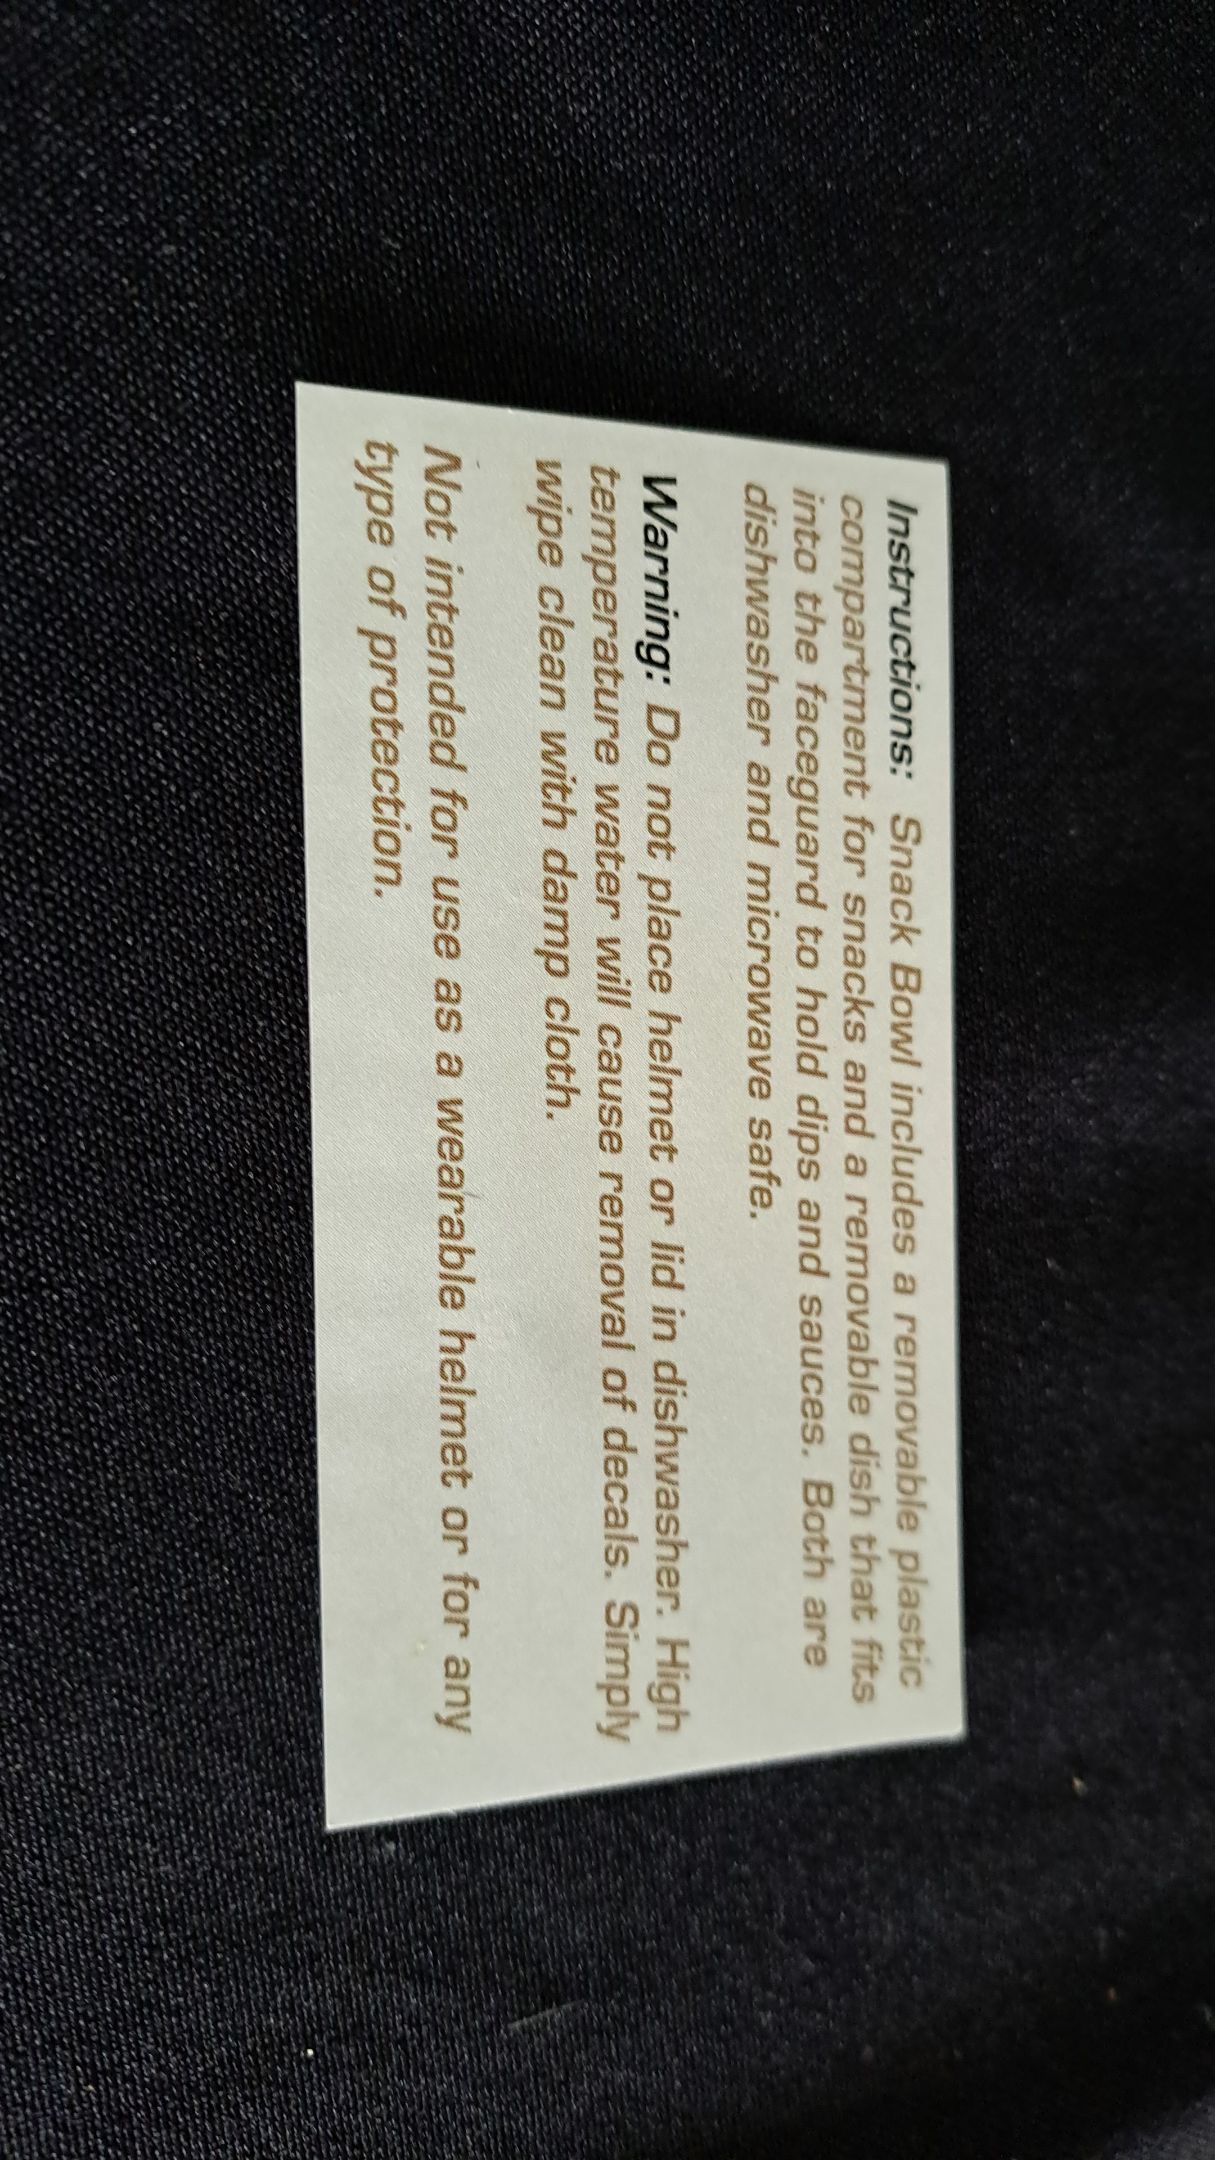 Instructions: Snack Bowl includes a removable plastic
compartment for snacks and a removable dish that fits
into the faceguard to hold dips and sauces. Both are
dishwasher and microwave safe.
Warning: Do not place helmet or lid in dishwasher. High
temperature water will cause removal of decals. Simply
wipe clean with damp cloth.
Not intended for use as a wearable helmet or for any
type of protection.